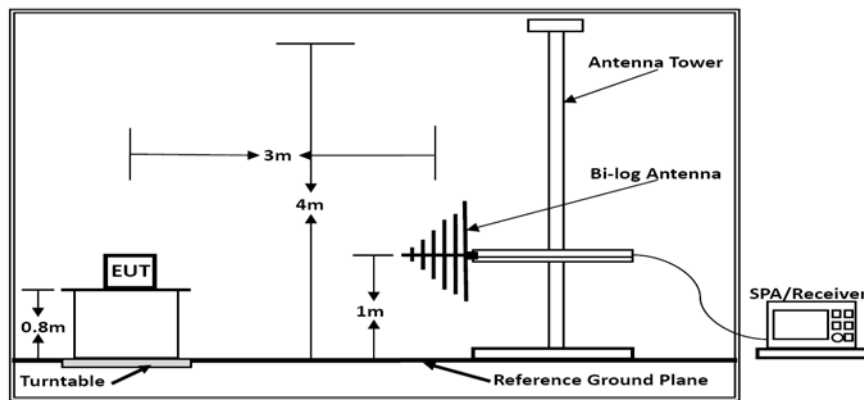 Antenna Tower
3m
Bi-log Antenna
4m
EUT
SPA/Receiver
1m
0.8m
Turntable
Reference Ground Plane